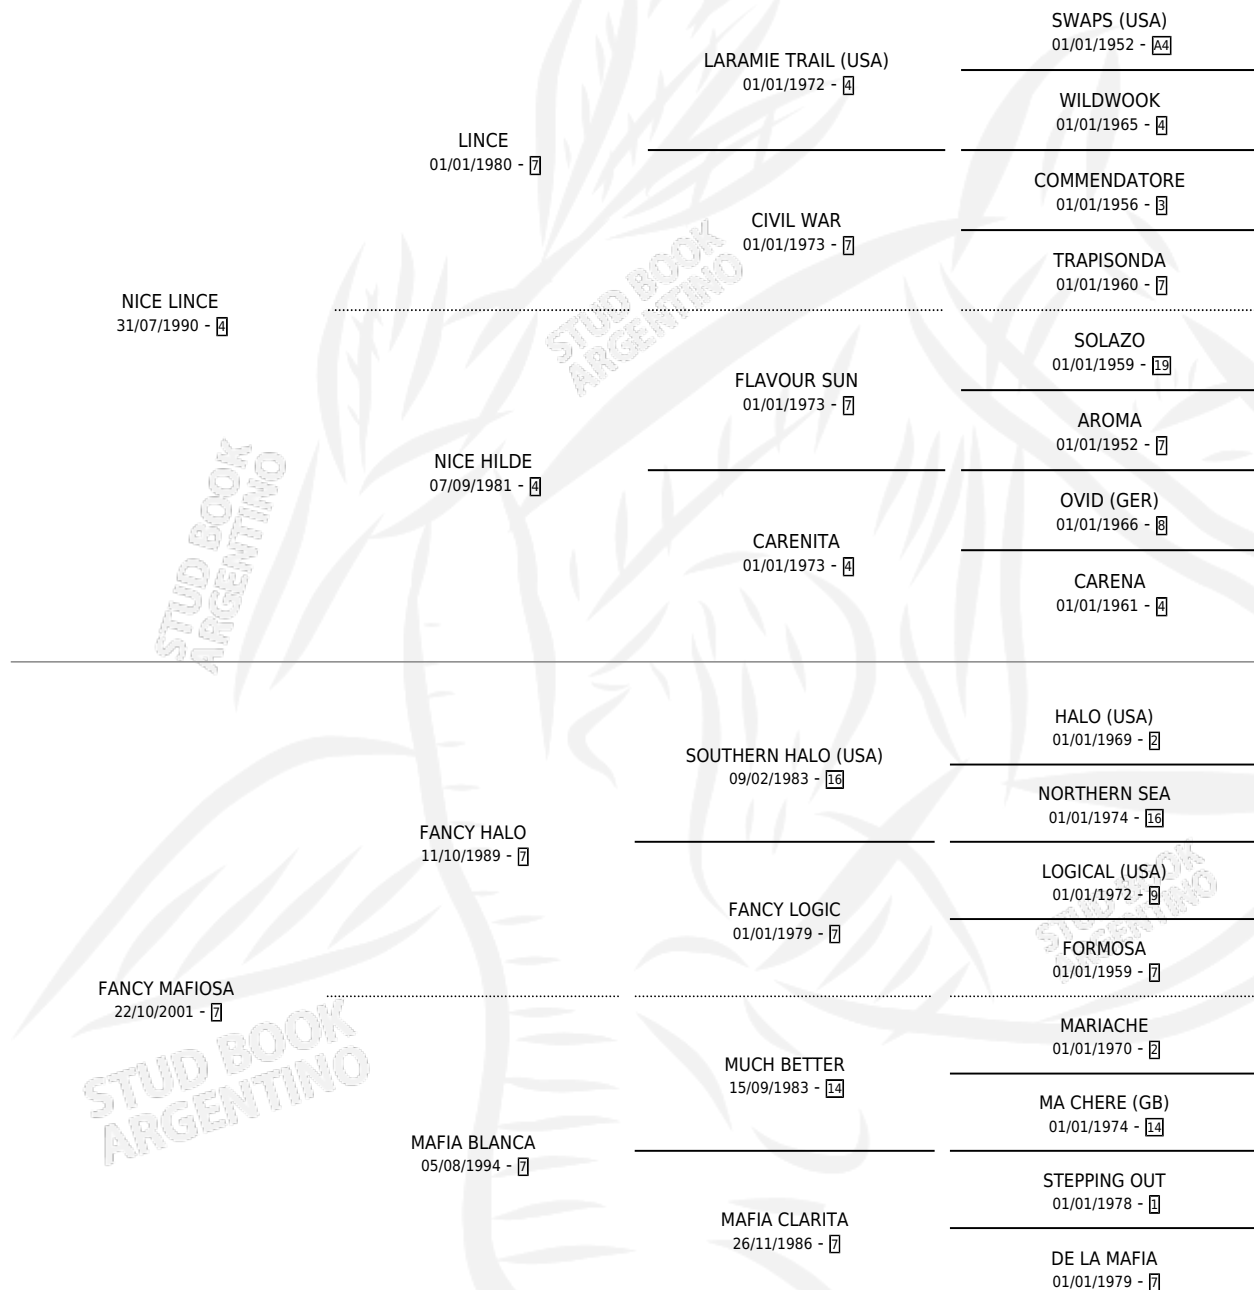 SWAPS (USA)
01/01/1952 - A4
LARAMIE TRAIL (USA)
01/01/1972 - 4
WILDWOOK
01/01/1965 - 4
LINCE
01/01/1980 - 7
COMMENDATORE
01/01/1956 - 3
CIVIL WAR
01/01/1973 - 7
TRAPISONDA
01/01/1960 - 7
NICE LINCE
31/07/1990 - 4
SOLAZO
01/01/1959 - 19
FLAVOUR SUN
01/01/1973 - 7
AROMA
01/01/1952 - 7
NICE HILDE
07/09/1981 - 4
OVID (GER)
01/01/1966 - 8
CARENITA
01/01/1973 - 4
CARENA
01/01/1961 - 4
HALO (USA)
01/01/1969 - 2
SOUTHERN HALO (USA)
09/02/1983 - 16
NORTHERN SEA
01/01/1974 - 16
FANCY HALO
11/10/1989 - 7
LOGICAL (USA)
01/01/1972 - 9
FANCY LOGIC
01/01/1979 - 7
FORMOSA
01/01/1959 - 7
FANCY MAFIOSA
22/10/2001 - 7
MARIACHE
01/01/1970 - 2
MUCH BETTER
15/09/1983 - 14
MA CHERE (GB)
01/01/1974 - 14
MAFIA BLANCA
05/08/1994 - 7
STEPPING OUT
01/01/1978 - 1
MAFIA CLARITA
26/11/1986 - 7
DE LA MAFIA
01/01/1979 - 7
STUD BOOK
ARGENTINO
STUD BOOK
ARGENTINO
STUD BOOK
ARGENTINO
STUD BOOK
ARGENTINO